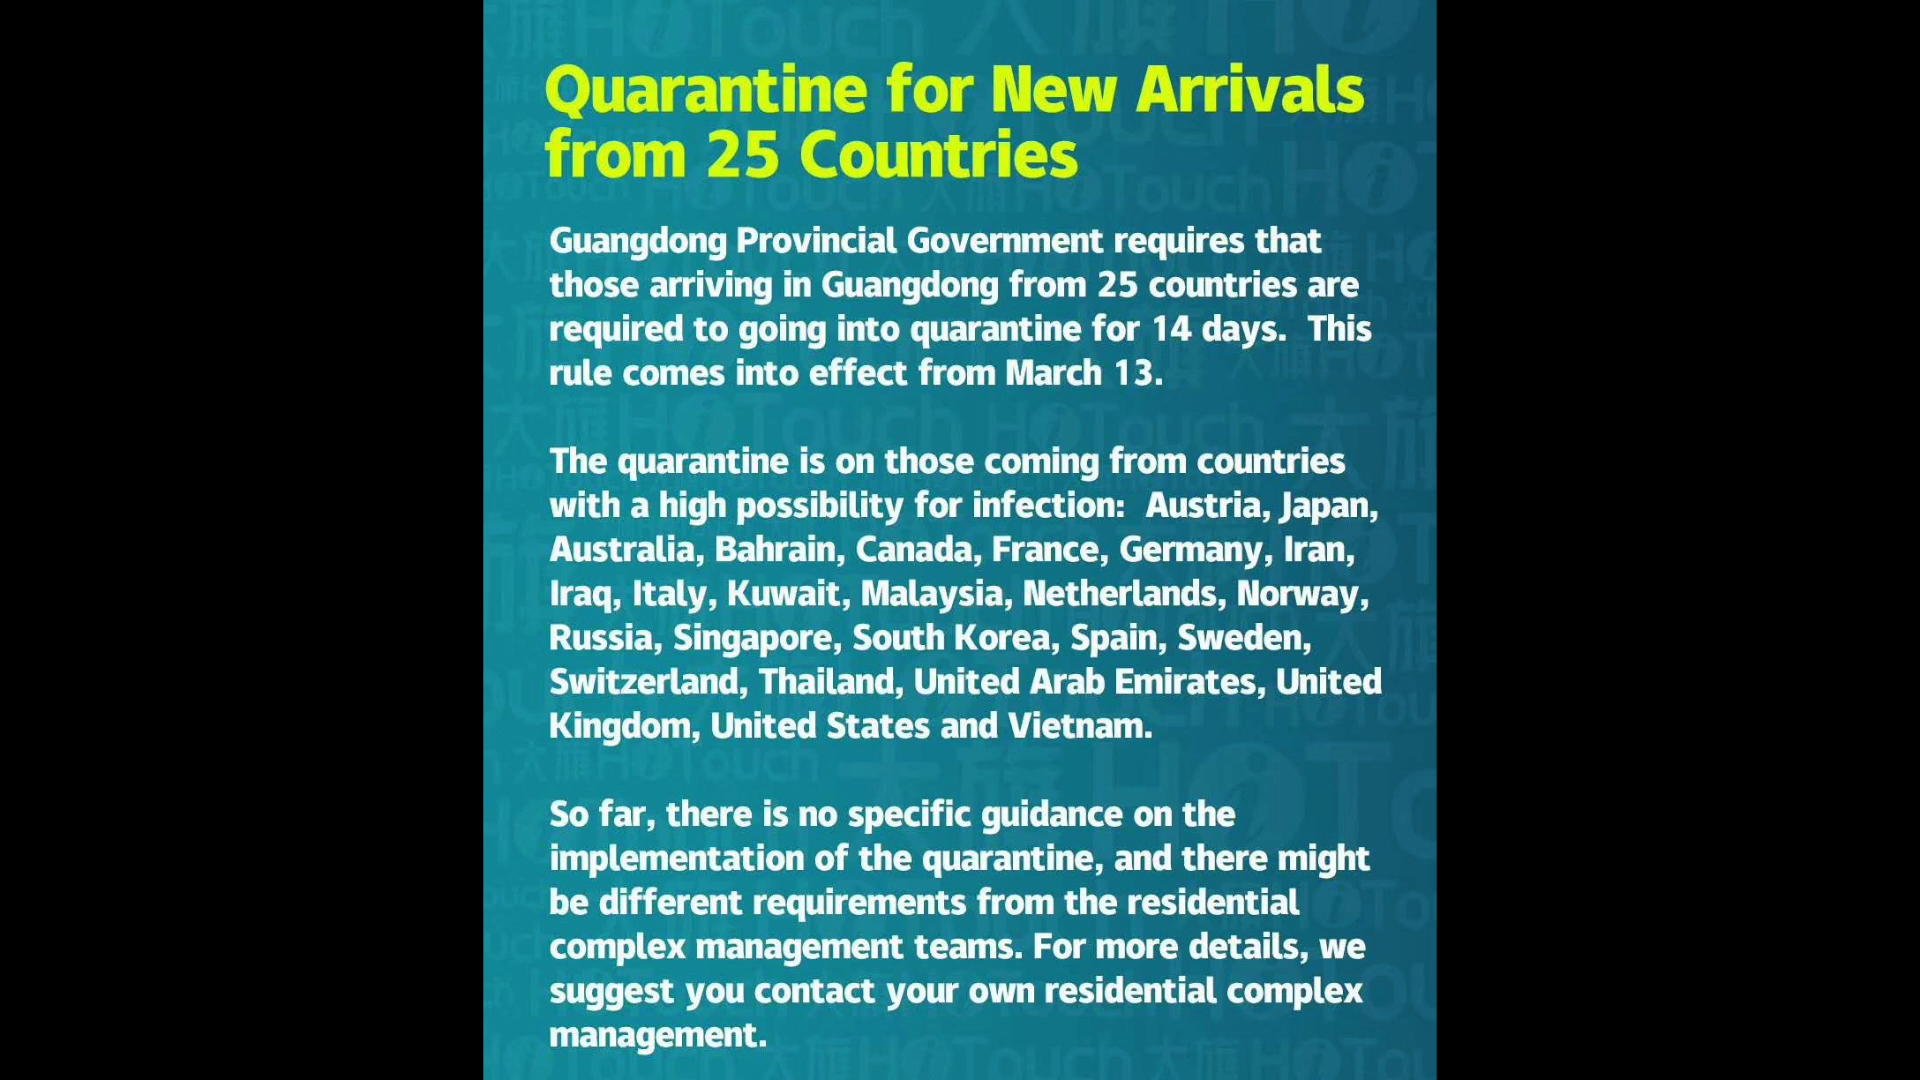 Quarantine for New Arrivals
from 25 Countries
Guangdong Provincial Government requires that
those arriving in Guangdong from 25 countries are
required to going into quarantine for 14 days.  This
rule comes into effect from March 13.
The quarantine is on those coming from countries
with a high possibility for infection:  Austria, Japan,
Australia, Bahrain, Canada, France, Germany, Iran,
Iraq, Italy, Kuwait, Malaysia, Netherlands, Norway,
Russia, Singapore, South Korea, Spain, Sweden,
Switzerland, Thailand, United Arab Emirates, United
Kingdom, United States and Vietnam.
So far, there is no specific guidance on the
implementation of the quarantine, and there might
be different requirements from the residential
complex management teams. For more details, we
suggest you contact your own residential complex
management.